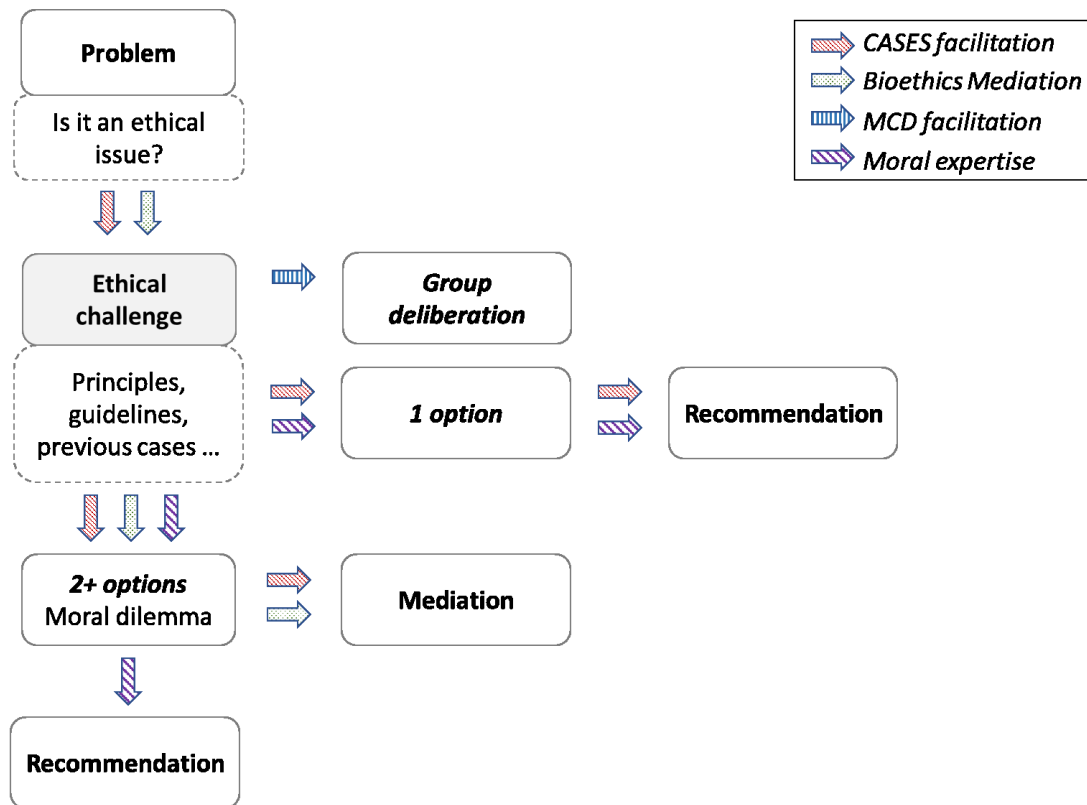 Problem
Is it an ethical
issue?
CASES facilitation
Bioethics Mediation
MCD facilitation
Moral expertise
Ethical
challenge
Group
deliberation
Principles,
guidelines,
previous cases ...
1 option
Recommendation
2+ options
Moral dilemma
Mediation
Recommendation